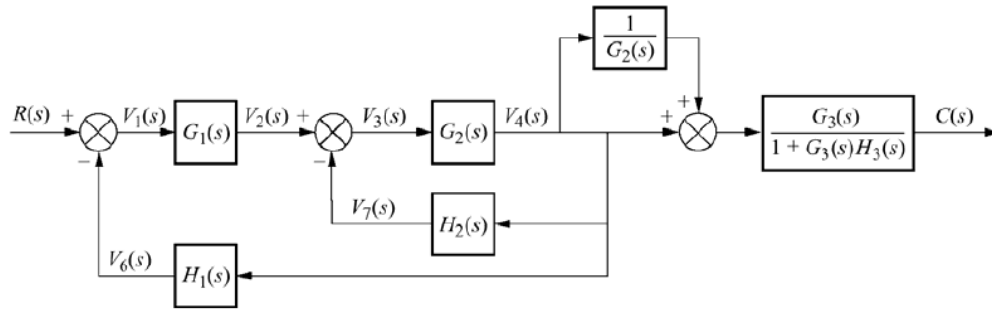 1
G2(s)
R(s) + V1(s) G1(s) V2(s) + V3(s) G2(s) V4(s) + + G3(s) C(s)
1 + G3(s)H3(s)
−
−
V7(s) H2(s)
V6(s) H1(s)